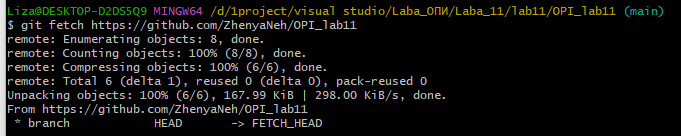 Liza@DESKTOP-D2DS5Q9 MINGW64 /d/1project/visual studio/Laba_ОПИ/Laba_11/lab11/OPI_lab11 (main)
$ git fetch https://github.com/ZhenyaNeh/OPI_lab11
remote: Enumerating objects: 8, done.
remote: Counting objects: 100% (8/8), done.
remote: Compressing objects: 100% (6/6), done.
remote: Total 6 (delta 1), reused 0 (delta 0), pack-reused 0
Unpacking objects: 100% (6/6), 167.99 KiB | 298.00 KiB/s, done.
From https://github.com/ZhenyaNeh/OPI_lab11
 * branch            HEAD       -> FETCH_HEAD